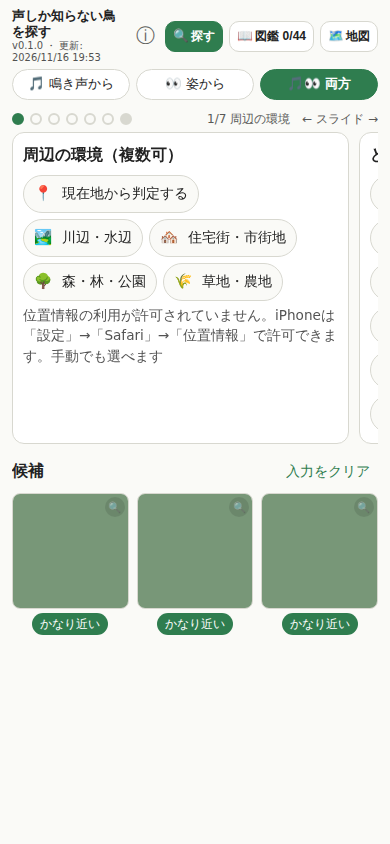 声しか知らない鳥
を探す
v0.1.0 ・ 更新:
2026/11/16 19:53
ⓘ
🔍 探す
📖 図鑑 0/44
🗺️ 地図
🎵 鳴き声から
👀 姿から
🎵👀 両方
1/7 周辺の環境 ← スライド →
周辺の環境（複数可）
📍 現在地から判定する
🏞️ 川辺・水辺
🏘️ 住宅街・市街地
🌳 森・林・公園
🌾 草地・農地
位置情報の利用が許可されていません。iPhoneは
「設定」→「Safari」→「位置情報」で許可できま
す。手動でも選べます
候補
入力をクリア
かなり近い
かなり近い
かなり近い